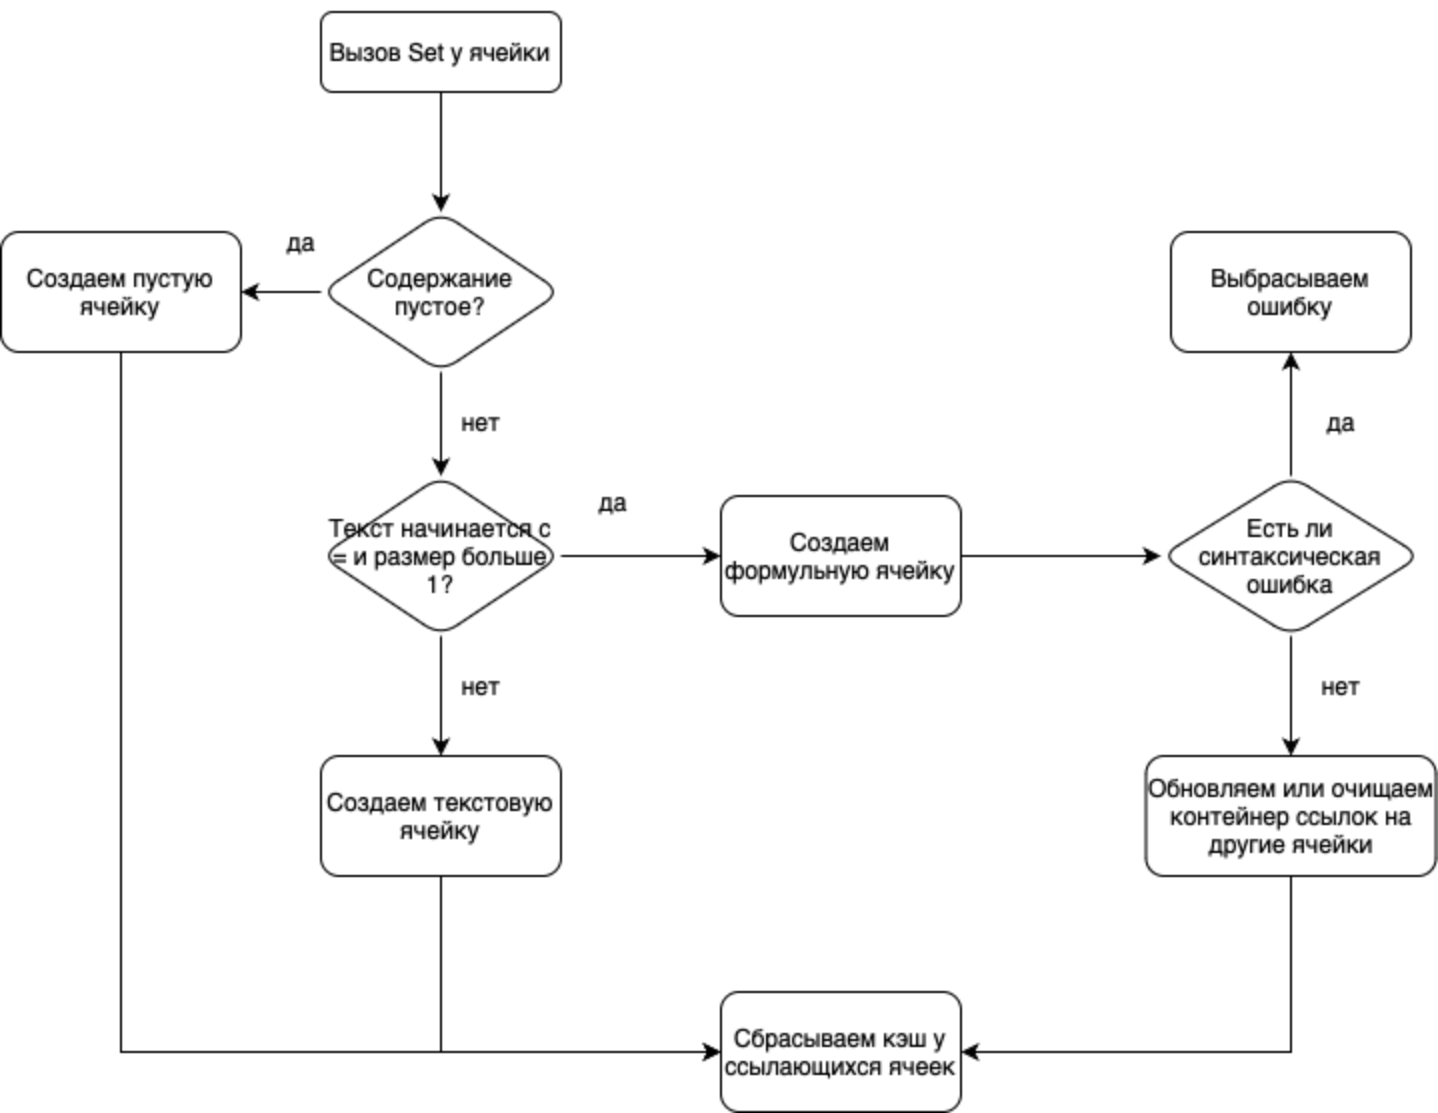 Вызов Set у ячейки
да
Создаем пустую
ячейку
Содержание
пустое?
Выбрасываем
ошибку
нет
да
Текст начинается с
= и размер больше
1?
да
Создаем
формульную ячейку
Есть ли
синтаксическая
ошибка
нет
нет
Создаем текстовую
ячейку
Обновляем или очищаем
контейнер ссылок на
другие ячейки
Сбрасываем кэш у
ссылающихся ячеек